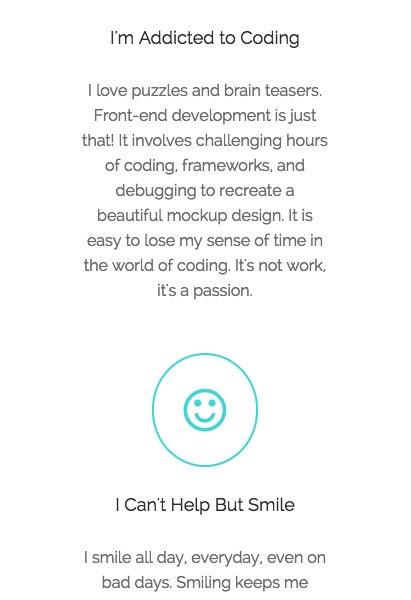 I'm Addicted to Coding
I love puzzles and brain teasers.
Front-end development is just
that! It involves challenging hours
of coding, frameworks, and
debugging to recreate a
beautiful mockup design. It is
easy to lose my sense of time in
the world of coding. It's not work,
it's a passion.
I Can't Help But Smile
I smile all day, everyday, even on
bad days. Smiling keeps me